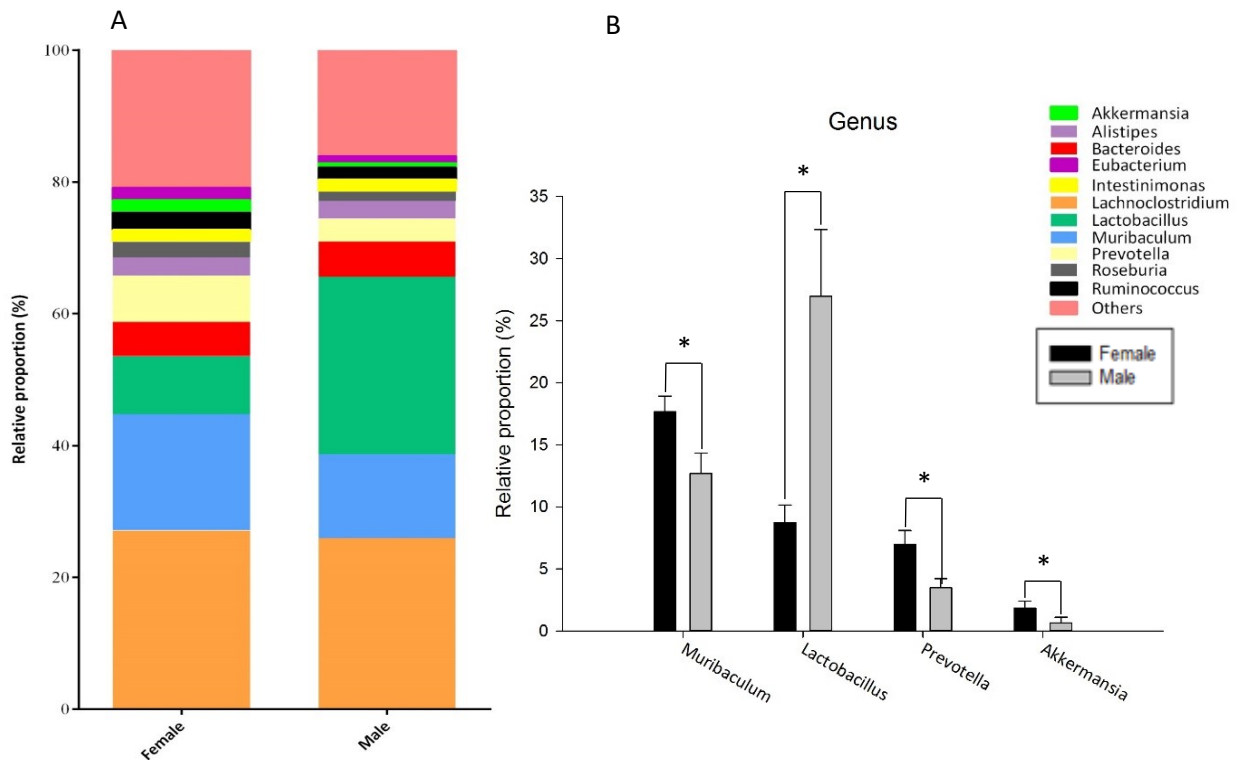 A
100
80
60
40
20
0
Relative proportion (%)
Female
Male
B
Genus
35
30
25
20
15
10
5
0
Relative proportion (%)
*
*
*
*
Muribaculum
Lactobacillus
Prevotella
Akkermansia
Akkermansia
Alistipes
Bacteroides
Eubacterium
Intestinimonas
Lachnoclostridium
Lactobacillus
Muribaculum
Prevotella
Roseburia
Ruminococcus
Others
Female
Male